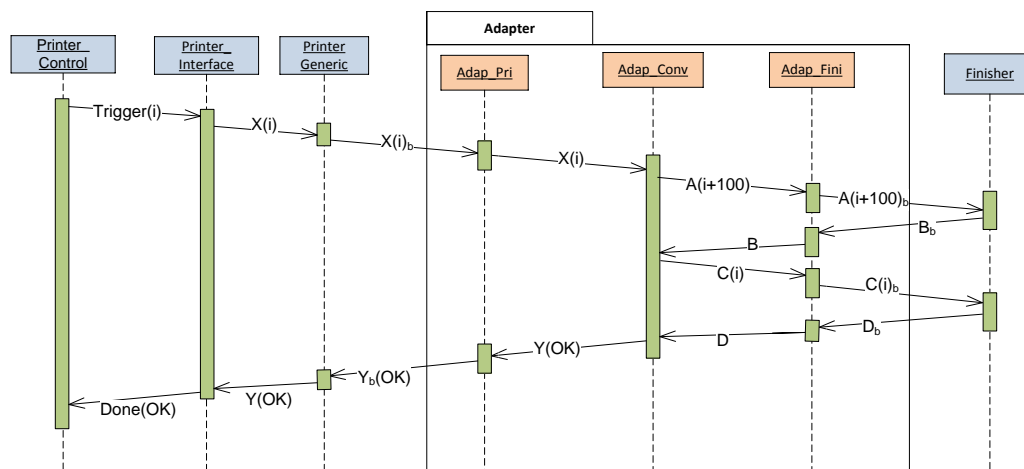 Adapter
Printer_
Control
Printer_
Interface
Printer
Generic
Adap_Pri
Adap_Conv
Adap_Fini
Finisher
Trigger(i)
X(i)
X(i)b
X(i)
A(i+100)
A(i+100)b
Bb
B
C(i)
C(i)b
Db
D
Y(OK)
Yb(OK)
Y(OK)
Done(OK)